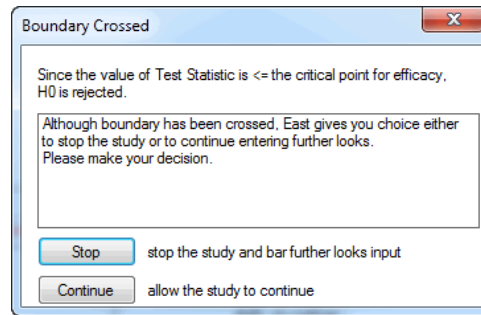 Boundary Crossed
Since the value of Test Statistic is <= the critical point for efficacy,
H0 is rejected.
Although boundary has been crossed, East gives you choice either
to stop the study or to continue entering further looks.
Please make your decision.
Stop stop the study and bar further looks input
Continue allow the study to continue